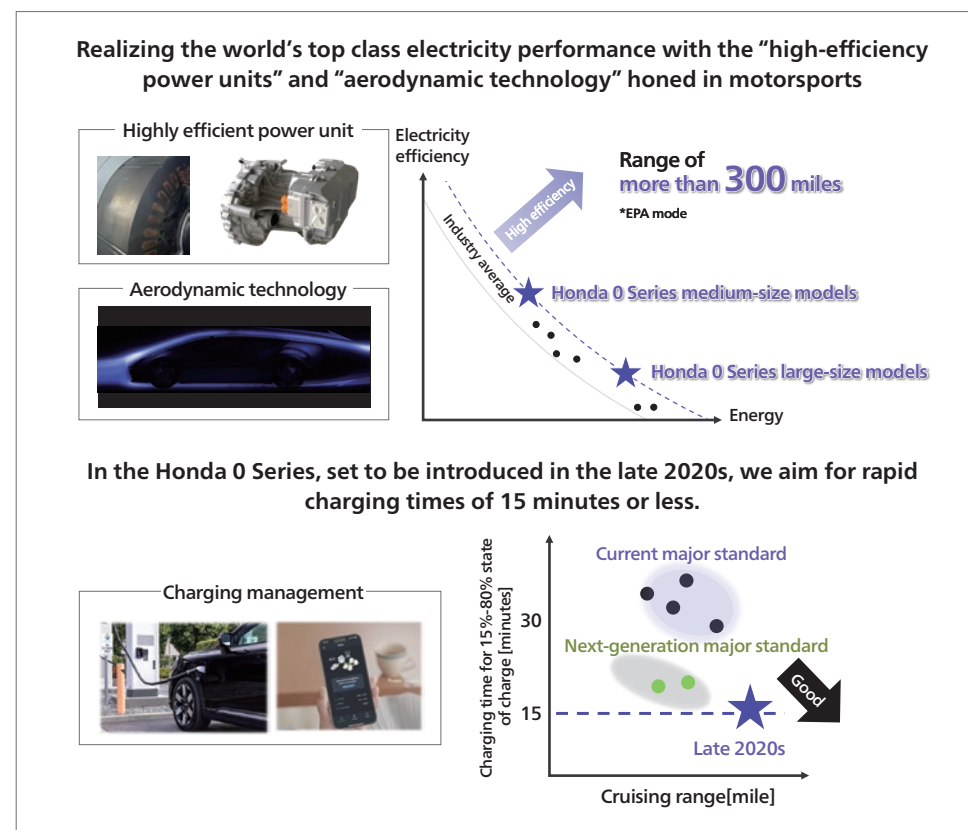 Realizing the world’s top class electricity performance with the “high-efficiency
power units” and “aerodynamic technology” honed in motorsports
Highly efficient power unit
Aerodynamic technology
Electricity
efficiency
Industry average
High efficiency
Range of
more than 300 miles
*EPA mode
Honda 0 Series medium-size models
Honda 0 Series large-size models
Energy
In the Honda 0 Series, set to be introduced in the late 2020s, we aim for rapid
charging times of 15 minutes or less.
Charging management
Charging time for 15%-80% state
of charge [minutes]
30
15
Current major standard
Next-generation major standard
Good
Late 2020s
Cruising range[mile]